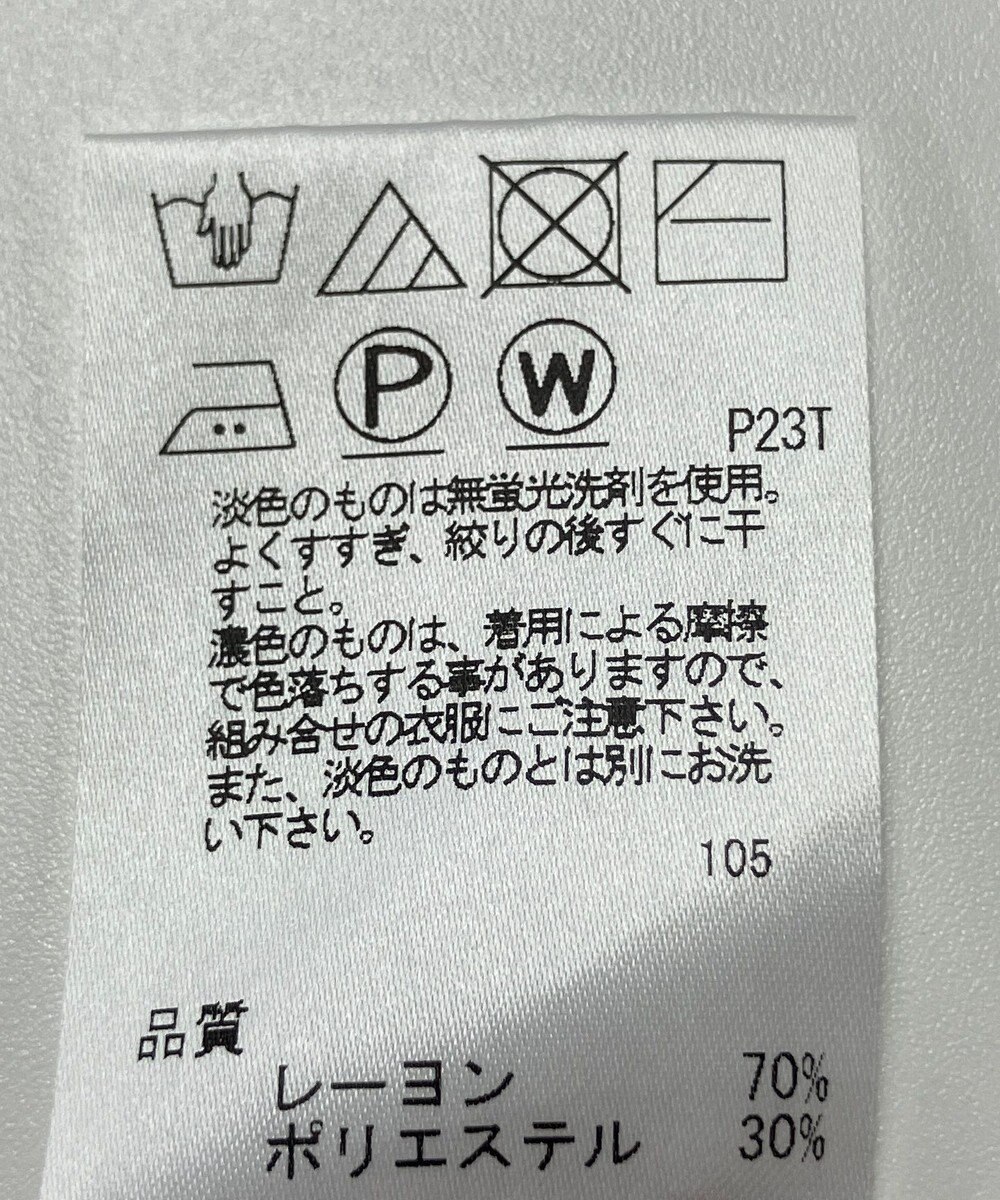 P W P23T
淡色のものは無蛍光洗剤を使用。
よくすすぎ、絞りの後すぐに干
すこと。
濃色のものは、着用による摩擦
で色落ちする事がありますので、
組み合せの衣服にご注意下さい。
また、淡色のものとは別にお洗
い下さい。
105
品質
レーヨン 70%
ポリエステル 30%